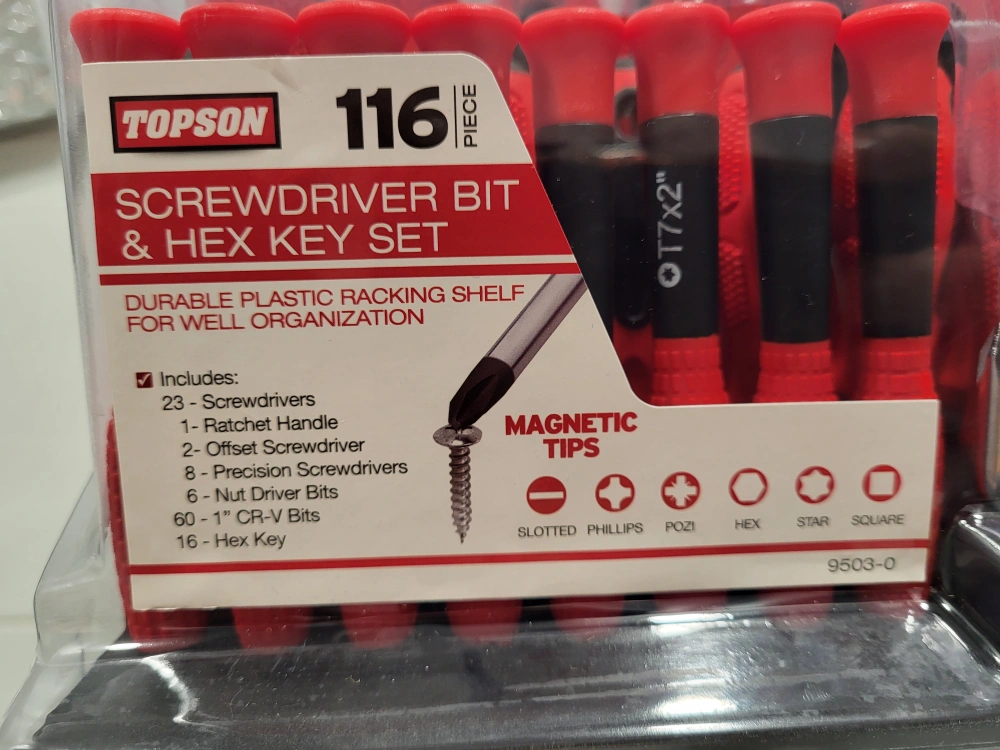 TOPSON
116 PIECE
SCREWDRIVER BIT
& HEX KEY SET
DURABLE PLASTIC RACKING SHELF
FOR WELL ORGANIZATION
Includes:
23 - Screwdrivers
1- Ratchet Handle
2- Offset Screwdriver
8 - Precision Screwdrivers
6 - Nut Driver Bits
60 - 1" CR-V Bits
16 - Hex Key
MAGNETIC
TIPS
SLOTTED PHILLIPS POZI HEX STAR SQUARE
9503-0
T7x2"